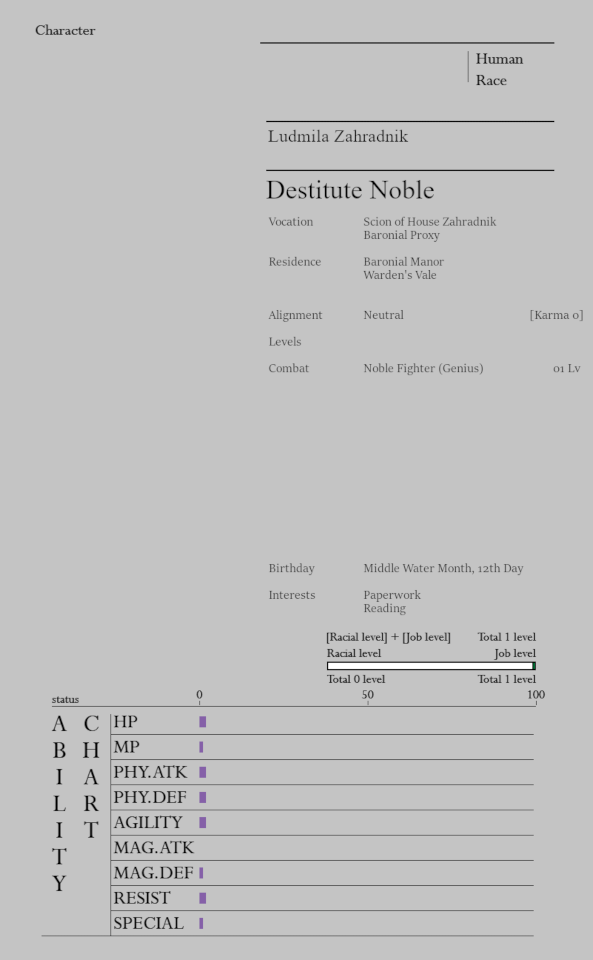 Character
Human
Race
Ludmila Zahradnik
Destitute Noble
Vocation Scion of House Zahradnik
Baronial Proxy
Residence Baronial Manor
Warden's Vale
Alignment Neutral [Karma 0]
Levels
Combat Noble Fighter (Genius) 01 Lv
Birthday Middle Water Month, 12th Day
Interests Paperwork
Reading
[Racial level] + [Job level] Total 1 level
Racial level Job level
Total 0 level Total 1 level
status 0 50 100
ABILITY CHART
HP
MP
PHY.ATK
PHY.DEF
AGILITY
MAG.ATK
MAG.DEF
RESIST
SPECIAL